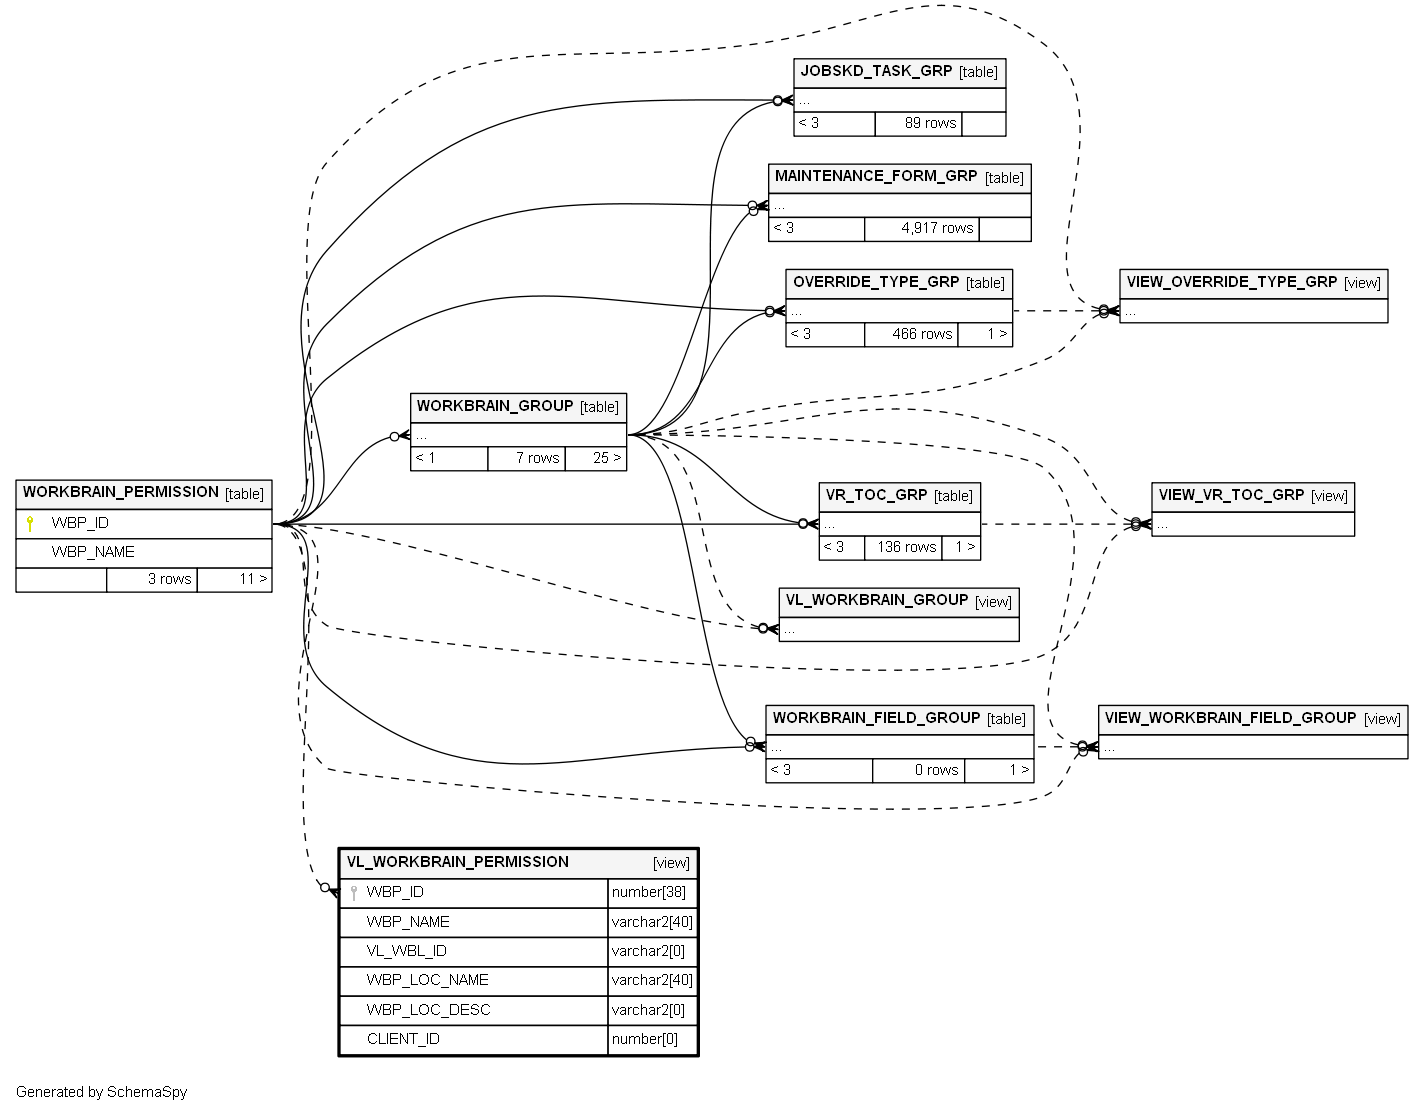 JOBSKD_TASK_GRP [table]
...
< 3 89 rows
MAINTENANCE_FORM_GRP [table]
...
< 3 4,917 rows
OVERRIDE_TYPE_GRP [table]
...
< 3 466 rows 1 >
VIEW_OVERRIDE_TYPE_GRP [view]
...
WORKBRAIN_GROUP [table]
...
< 1 7 rows 25 >
WORKBRAIN_PERMISSION [table]
WBP_ID
WBP_NAME
3 rows 11 >
VR_TOC_GRP [table]
...
< 3 136 rows 1 >
VIEW_VR_TOC_GRP [view]
...
VL_WORKBRAIN_GROUP [view]
...
WORKBRAIN_FIELD_GROUP [table]
...
< 3 0 rows 1 >
VIEW_WORKBRAIN_FIELD_GROUP [view]
...
VL_WORKBRAIN_PERMISSION [view]
WBP_ID number[38]
WBP_NAME varchar2[40]
VL_WBL_ID varchar2[0]
WBP_LOC_NAME varchar2[40]
WBP_LOC_DESC varchar2[0]
CLIENT_ID number[0]
Generated by SchemaSpy